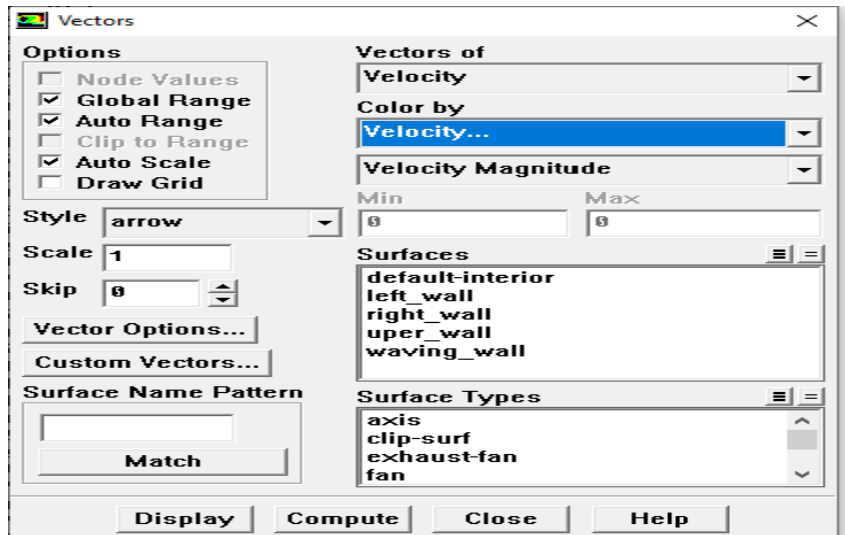 Vectors
Options
Node Values
Global Range
Auto Range
Clip to Range
Auto Scale
Draw Grid
Style arrow
Scale 1
Skip 0
Vector Options...
Custom Vectors...
Surface Name Pattern
Match
Vectors of
Velocity
Color by
Velocity...
Velocity Magnitude
Min Max
0 0
Surfaces
default-interior
left_wall
right_wall
uper_wall
waving_wall
Surface Types
axis
clip-surf
exhaust-fan
fan
Display Compute Close Help